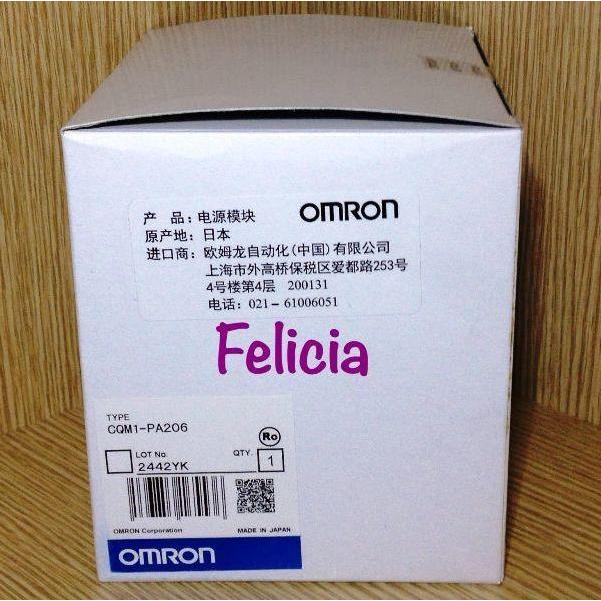 产    品: 电源模块    OMRON
原产地: 日本
进口商: 欧姆龙自动化(中国)有限公司
上海市外高桥保税区爱都路253号
4号楼第4层  200131
电话: 021-61006051
Felicia
TYPE
CQM1-PA206
Ro
LOT No.    QTY.
2442YK    1
OMRON Corporation    MADE IN JAPAN
OMRON